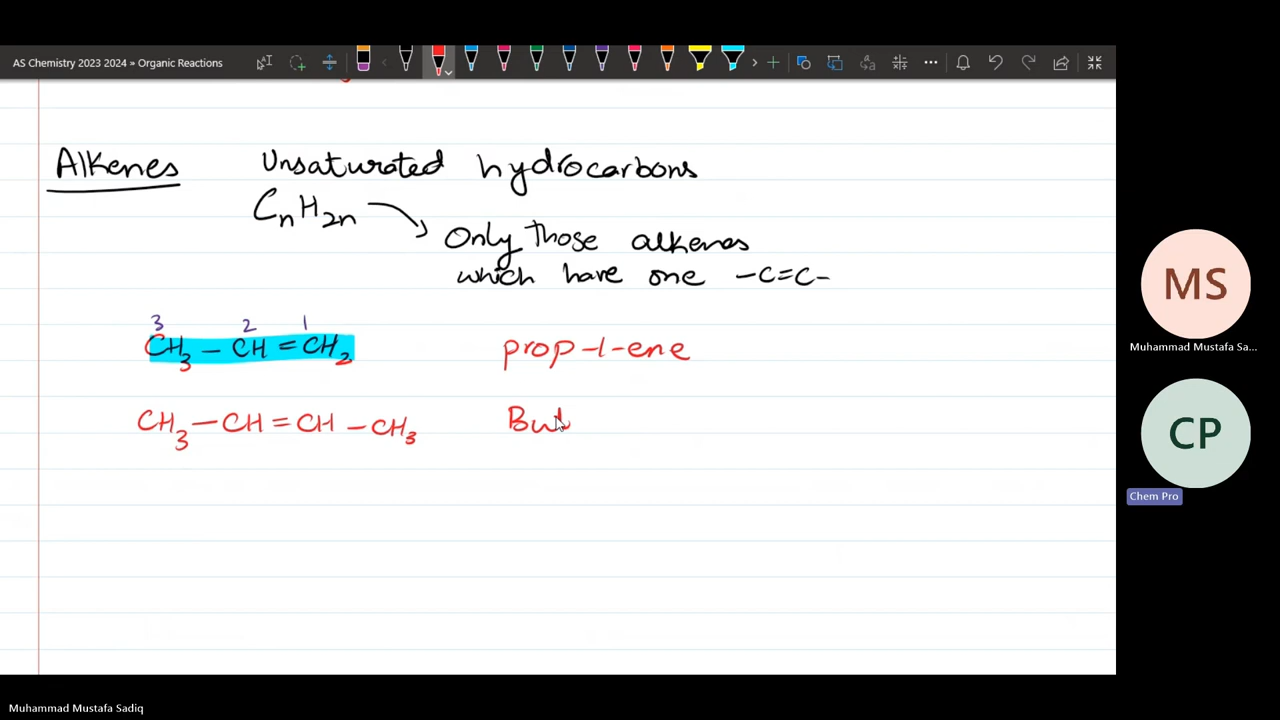 AS Chemistry 2023 2024 » Organic Reactions
Alkenes Unsaturated hydrocarbons
CnH2n
Only those alkenes
which have one -C=C-
3 2 1
CH3 - CH = CH2 prop-1-ene
CH3 - CH = CH - CH3 But
MS
Muhammad Mustafa Sa...
CP
Chem Pro
Muhammad Mustafa Sadiq